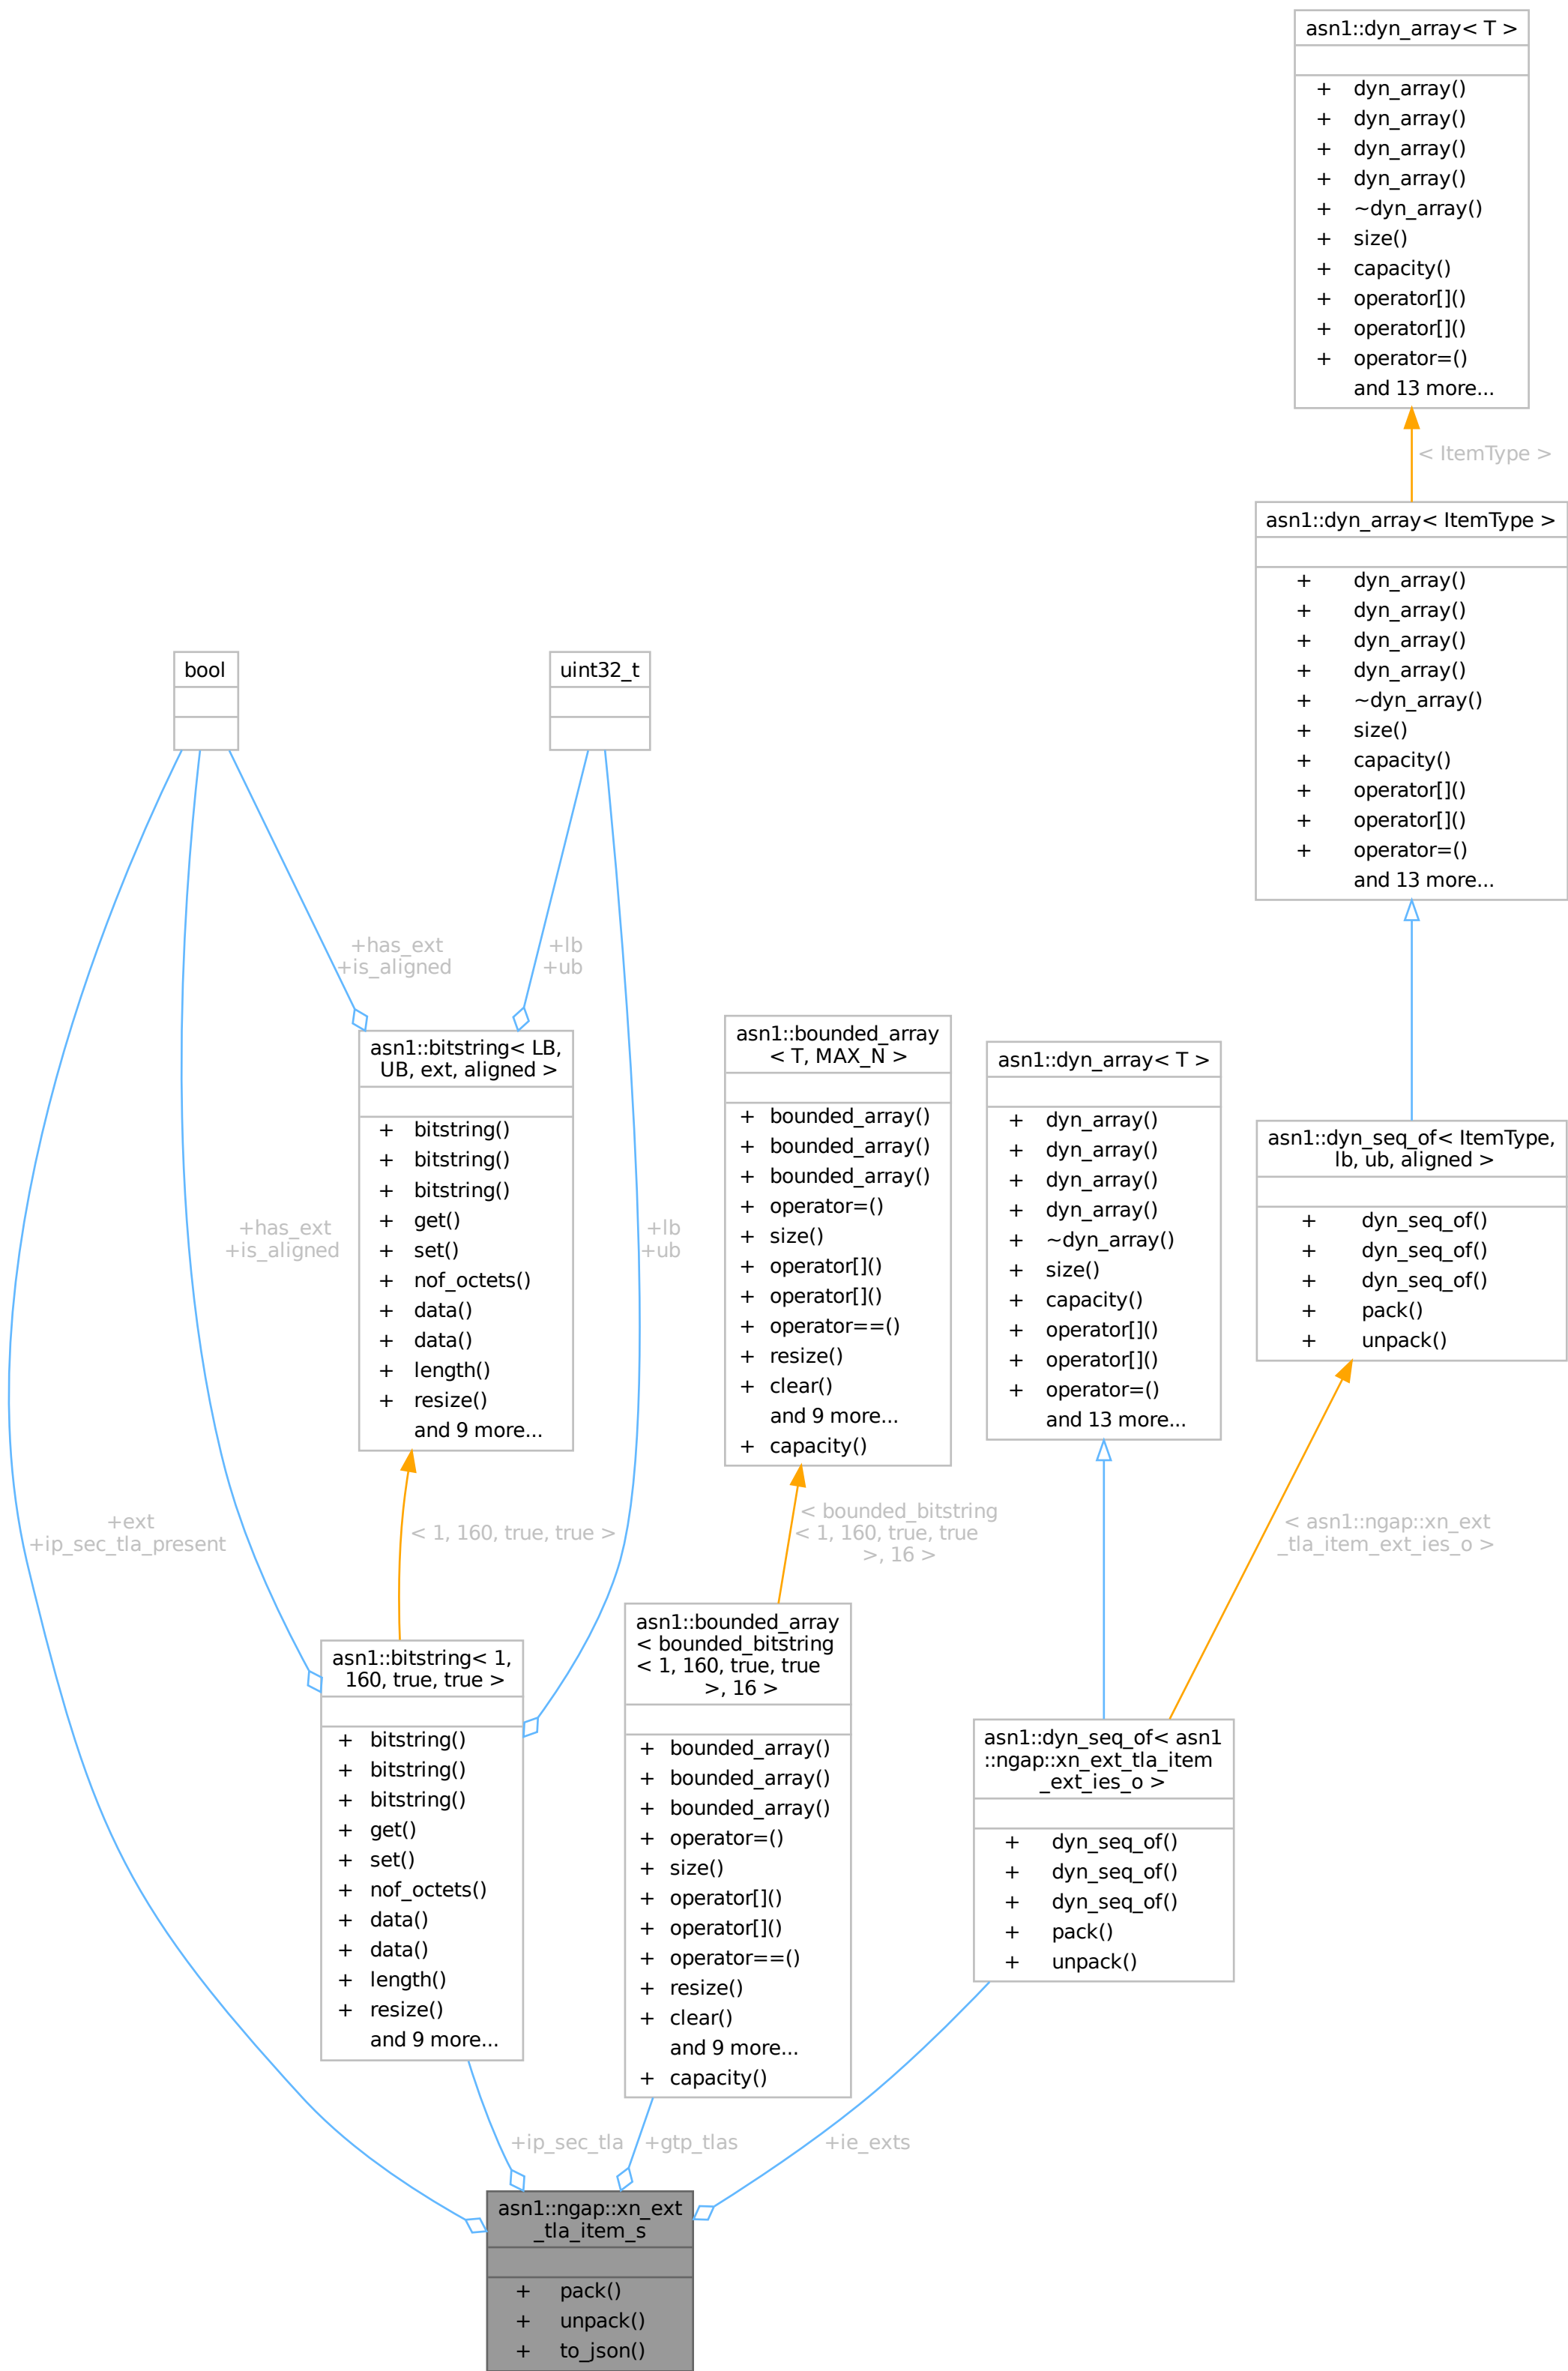 asn1::dyn_array< T >
+ dyn_array()
+ dyn_array()
+ dyn_array()
+ dyn_array()
+ ~dyn_array()
+ size()
+ capacity()
+ operator[]()
+ operator[]()
+ operator=()
and 13 more...
< ItemType >
asn1::dyn_array< ItemType >
+ dyn_array()
+ dyn_array()
+ dyn_array()
+ dyn_array()
+ ~dyn_array()
+ size()
+ capacity()
+ operator[]()
+ operator[]()
+ operator=()
and 13 more...
bool
uint32_t
+has_ext
+is_aligned
+lb
+ub
asn1::bitstring< LB,
UB, ext, aligned >
+ bitstring()
+ bitstring()
+ bitstring()
+ get()
+ set()
+ nof_octets()
+ data()
+ data()
+ length()
+ resize()
and 9 more...
asn1::bounded_array
< T, MAX_N >
+ bounded_array()
+ bounded_array()
+ bounded_array()
+ operator=()
+ size()
+ operator[]()
+ operator[]()
+ operator==()
+ resize()
+ clear()
and 9 more...
+ capacity()
asn1::dyn_array< T >
+ dyn_array()
+ dyn_array()
+ dyn_array()
+ dyn_array()
+ ~dyn_array()
+ size()
+ capacity()
+ operator[]()
+ operator[]()
+ operator=()
and 13 more...
asn1::dyn_seq_of< ItemType,
lb, ub, aligned >
+ dyn_seq_of()
+ dyn_seq_of()
+ dyn_seq_of()
+ pack()
+ unpack()
+has_ext
+is_aligned
+lb
+ub
+ext
+ip_sec_tla_present
< 1, 160, true, true >
< bounded_bitstring
< 1, 160, true, true
>, 16 >
< asn1::ngap::xn_ext
_tla_item_ext_ies_o >
asn1::bitstring< 1,
160, true, true >
+ bitstring()
+ bitstring()
+ bitstring()
+ get()
+ set()
+ nof_octets()
+ data()
+ data()
+ length()
+ resize()
and 9 more...
asn1::bounded_array
< bounded_bitstring
< 1, 160, true, true
>, 16 >
+ bounded_array()
+ bounded_array()
+ bounded_array()
+ operator=()
+ size()
+ operator[]()
+ operator[]()
+ operator==()
+ resize()
+ clear()
and 9 more...
+ capacity()
asn1::dyn_seq_of< asn1
::ngap::xn_ext_tla_item
_ext_ies_o >
+ dyn_seq_of()
+ dyn_seq_of()
+ dyn_seq_of()
+ pack()
+ unpack()
+ip_sec_tla
+gtp_tlas
+ie_exts
asn1::ngap::xn_ext
_tla_item_s
+ pack()
+ unpack()
+ to_json()